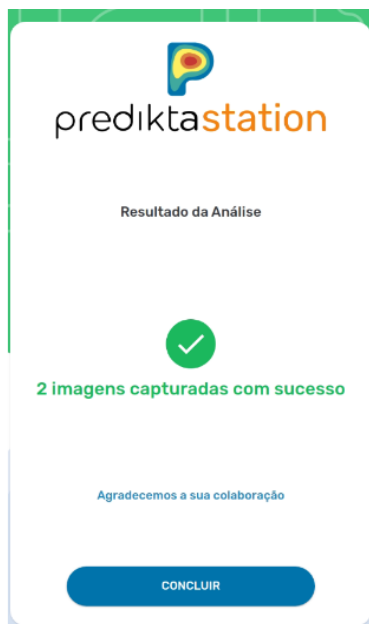 prediktastation
Resultado da Análise
2 imagens capturadas com sucesso
Agradecemos a sua colaboração
CONCLUIR